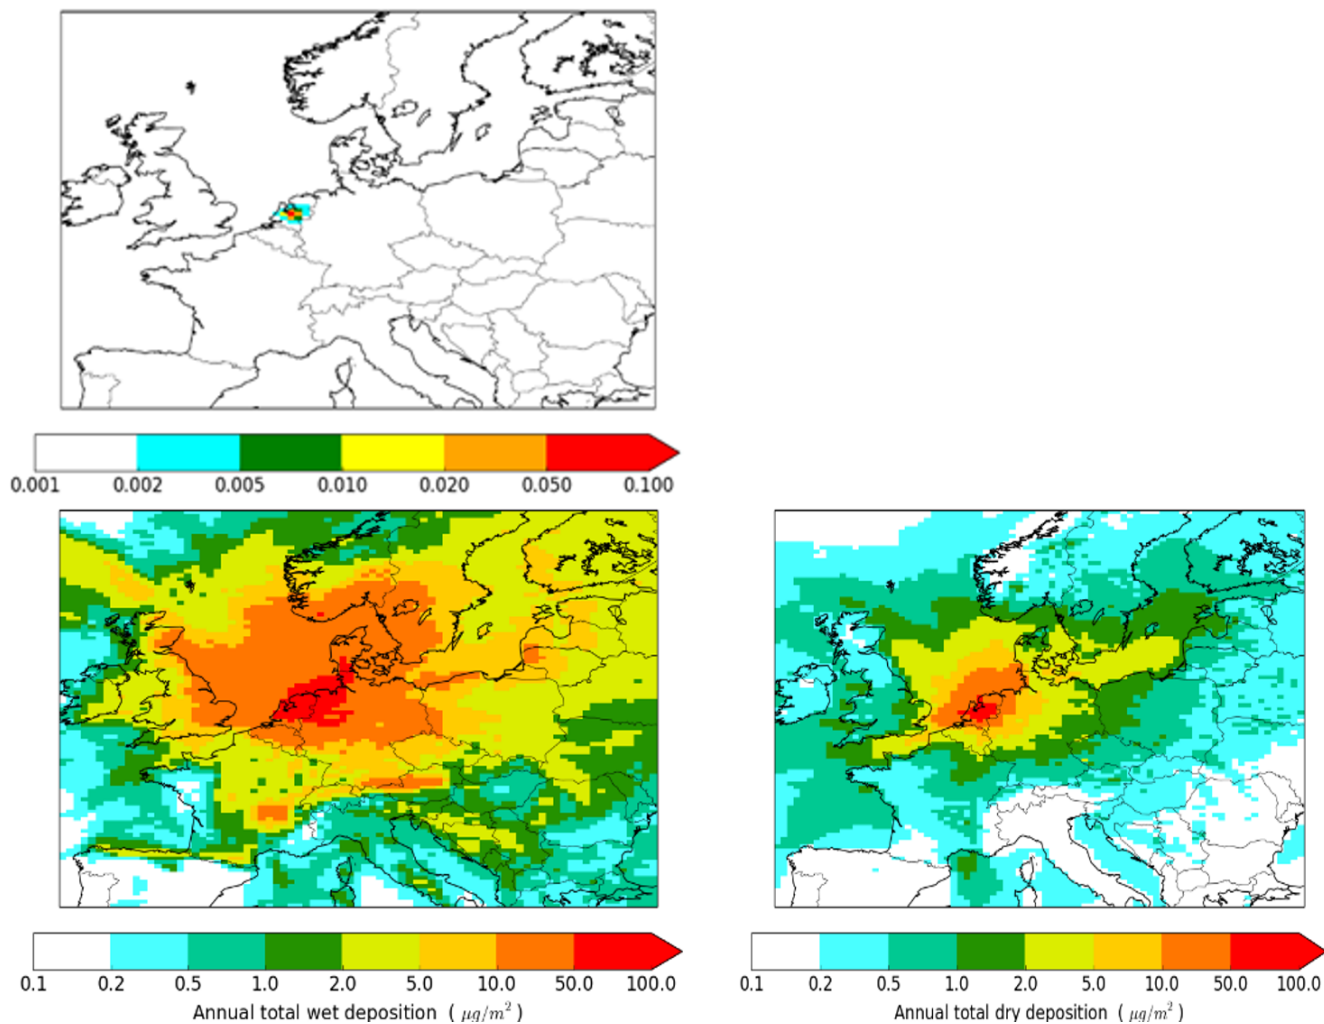 0.001 0.002 0.005 0.010 0.020 0.050 0.100
0.1 0.2 0.5 1.0 2.0 5.0 10.0 50.0 100.0
Annual total wet deposition ( μg/m² )
0.1 0.2 0.5 1.0 2.0 5.0 10.0 50.0 100.0
Annual total dry deposition ( μg/m² )